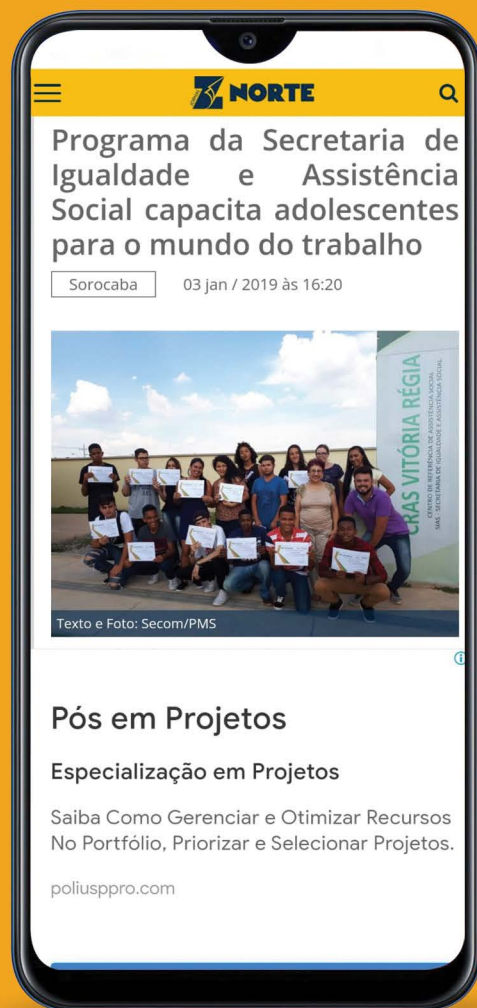 NORTE
Programa da Secretaria de
Igualdade e Assistência
Social capacita adolescentes
para o mundo do trabalho
Sorocaba 03 jan / 2019 às 16:20
CRAS VITÓRIA RÉGIA
CENTRO DE REFERÊNCIA DE ASSISTÊNCIA SOCIAL
SIAS - SECRETARIA DE IGUALDADE E ASSISTÊNCIA SOCIAL
Texto e Foto: Secom/PMS
Pós em Projetos
Especialização em Projetos
Saiba Como Gerenciar e Otimizar Recursos
No Portfólio, Priorizar e Selecionar Projetos.
poliusppro.com